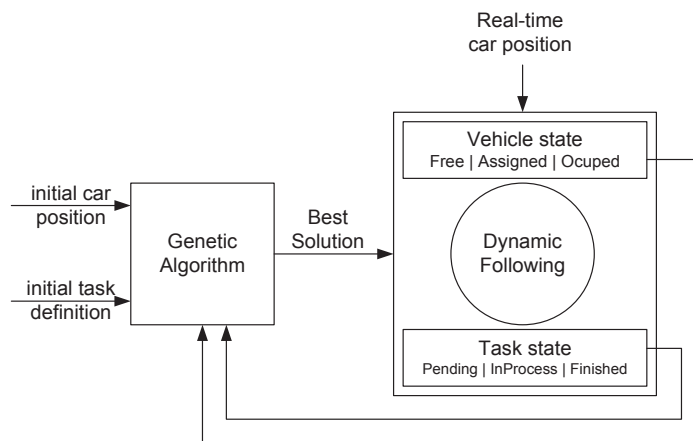 Real-time
car position
Vehicle state
Free | Assigned | Ocuped
initial car
position
Genetic
Algorithm
Best
Solution
Dynamic
Following
initial task
definition
Task state
Pending | InProcess | Finished